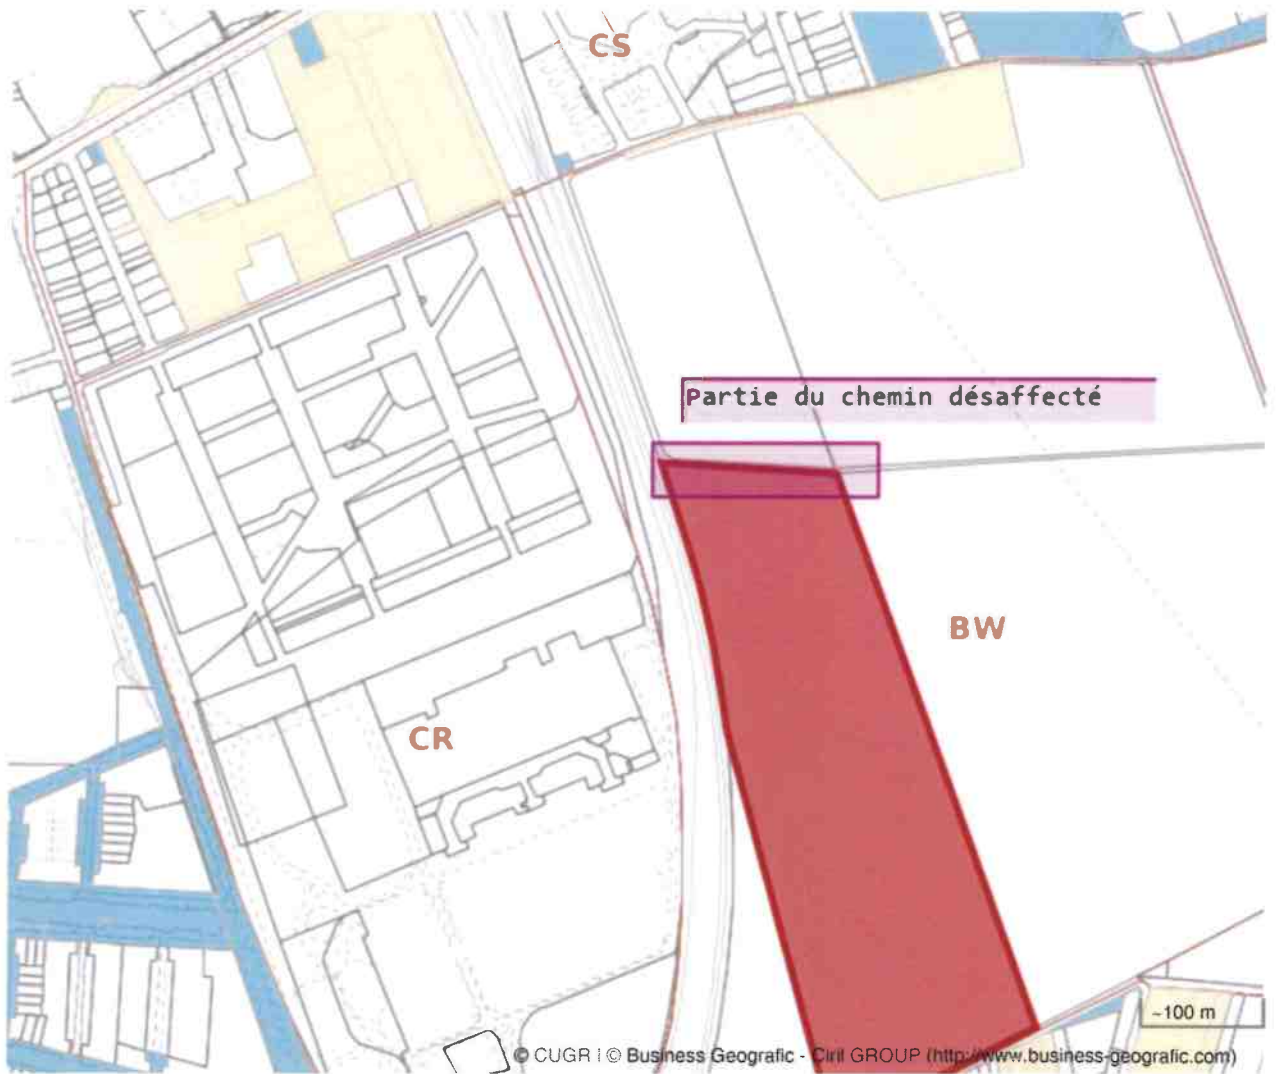 CS
Partie du chemin désaffecté
BW
CR
~100 m
© CUGR | © Business Geografic - Ciril GROUP (http://www.business-geografic.com)